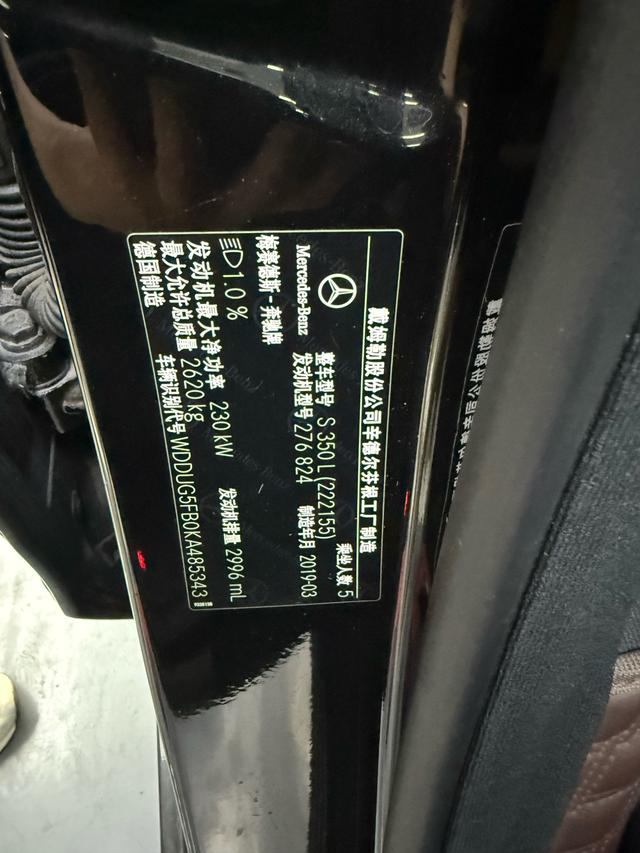 戴姆勒股份公司辛德尔芬根工厂制造
Mercedes-Benz
整车型号 S 350 L (222155)
乘坐人数 5
发动机型号 276 824
制造年月 2019-03
梅赛德斯-奔驰牌
1.0 %
发动机最大净功率 230 kW
发动机排量 2996 mL
最大允许总质量 2620 kg
德国制造
车辆识别代号 WDDUG5FB0KA485343